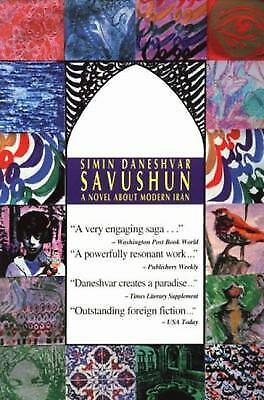 SIMIN DANESHVAR
SAVUSHUN
A NOVEL ABOUT MODERN IRAN
"A very engaging saga . . ."
– Washington Post Book World
"A powerfully resonant work..."
– Publishers Weekly
"Daneshvar creates a paradise..."
– Times Literary Supplement
"Outstanding foreign fiction..."
– USA Today